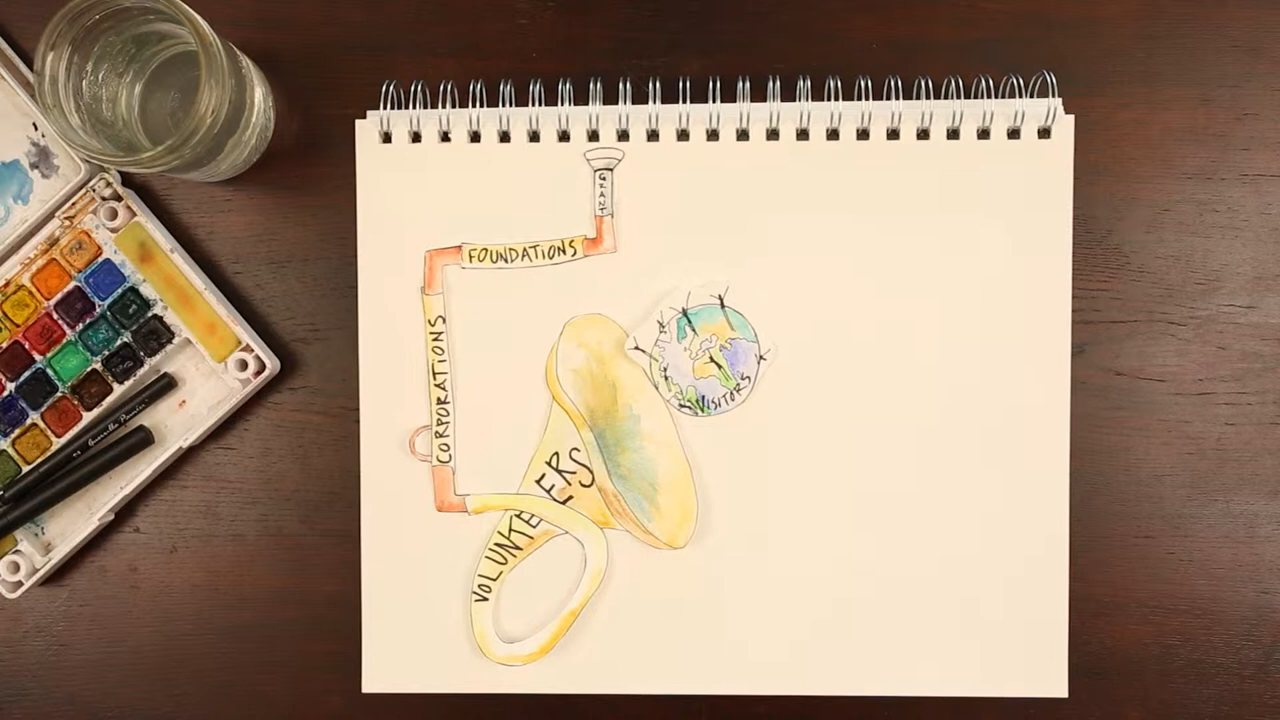 GRANT
FOUNDATIONS
CORPORATIONS
VOLUNTEERS
VISITORS